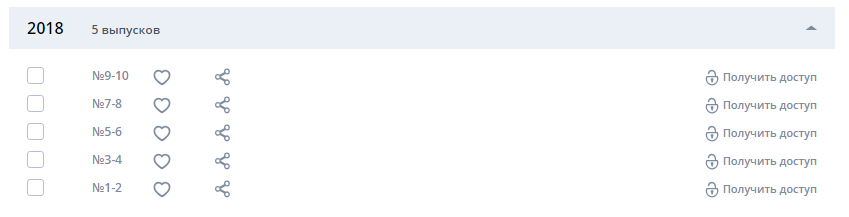 2018 5 выпусков
№9-10 Получить доступ
№7-8 Получить доступ
№5-6 Получить доступ
№3-4 Получить доступ
№1-2 Получить доступ